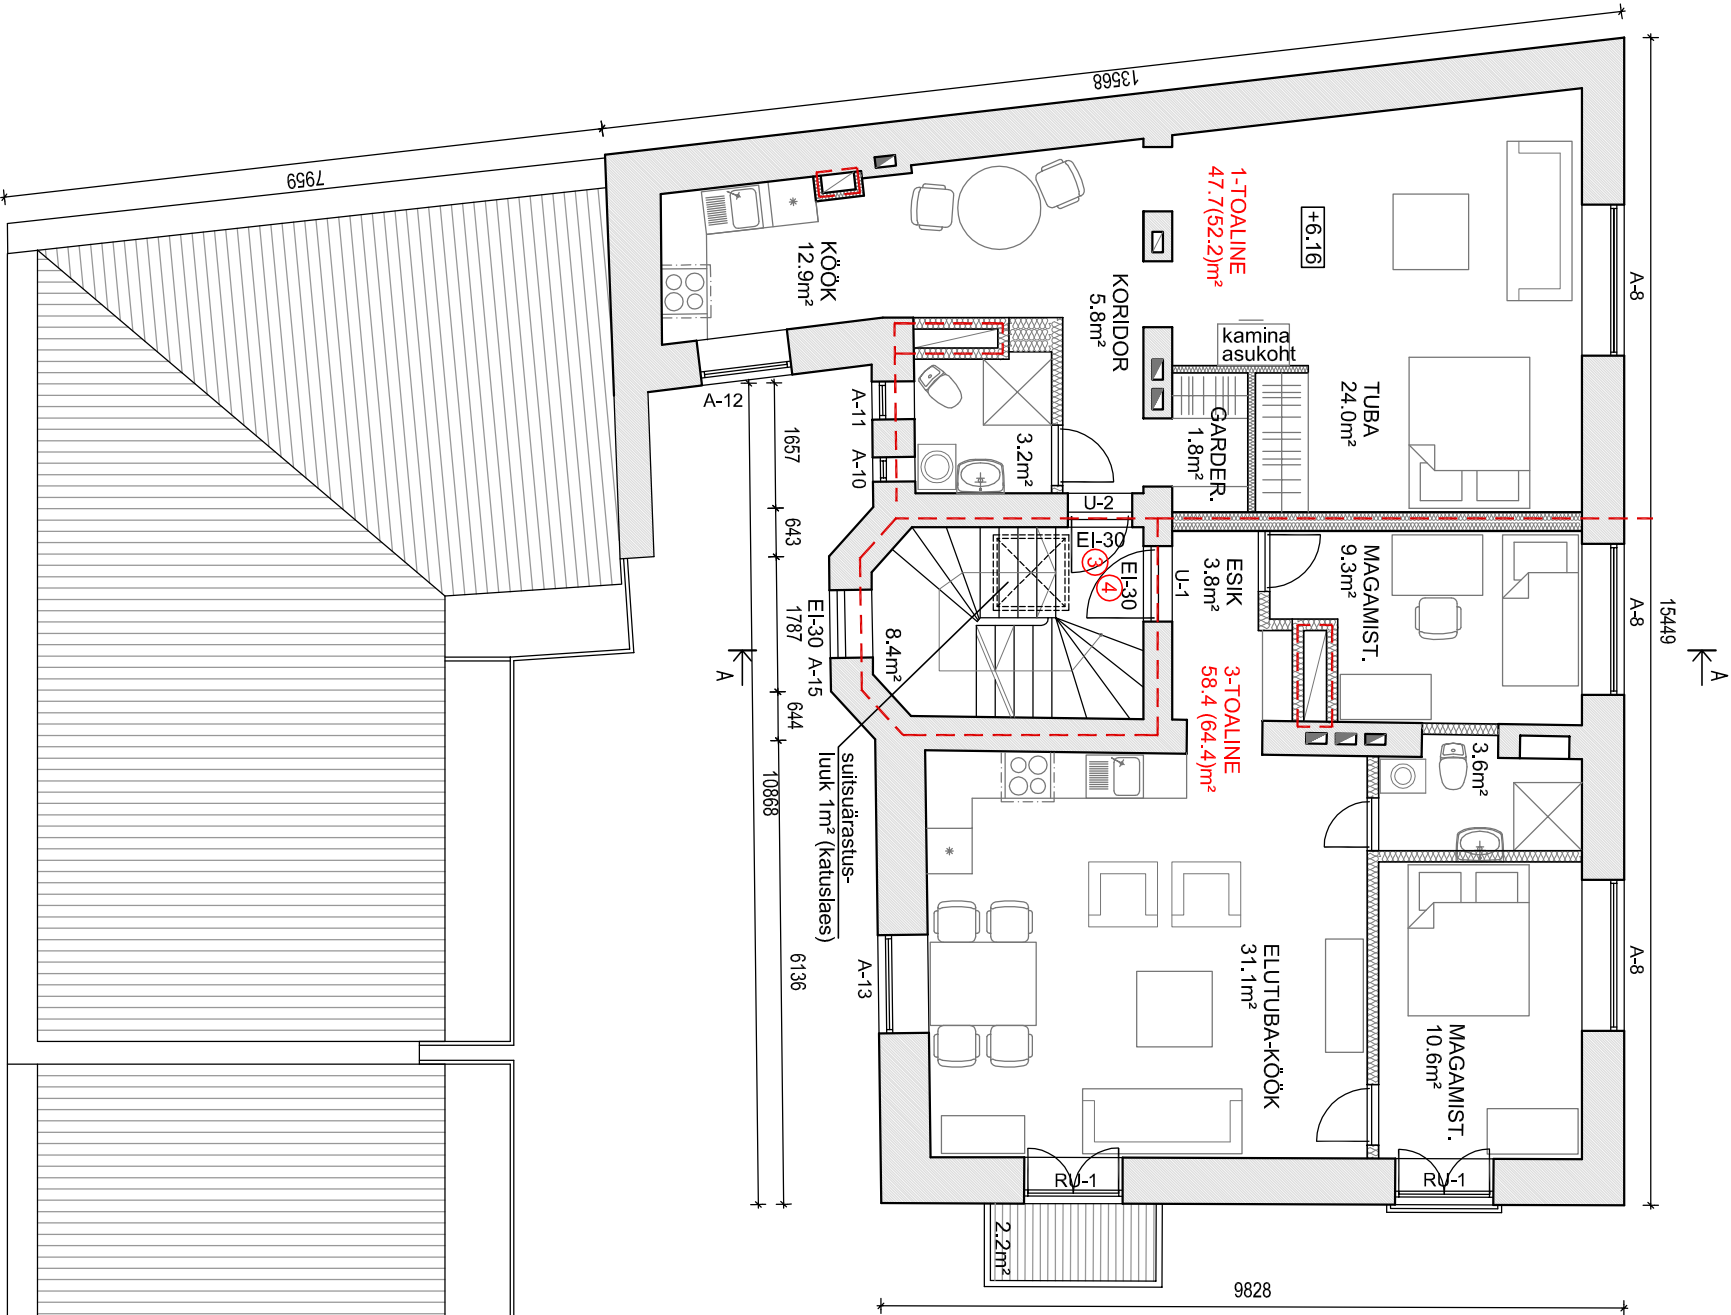 13568
7959
1-TOALINE
47.7(52.2)m²
+6.16
A-8
KÖÖK
12.9m²
KORIDOR
5.8m²
kamina
asukoht
TUBA
24.0m²
GARDER.
1.8m²
3.2m²
A-12
A-11
A-10
1657
643
1787
644
10868
6136
U-2
EI-30
3
4
EI-30
U-1
ESIK
3.8m²
MAGAMIST.
9.3m²
A-8
15449
A
A
EI-30
A-15
8.4m²
3-TOALINE
58.4 (64.4)m²
3.6m²
suitsuärastus-
luuk 1m² (katuslaes)
A-13
A-8
ELUTUBA-KÖÖK
31.1m²
MAGAMIST.
10.6m²
RU-1
RU-1
2.2m²
9828